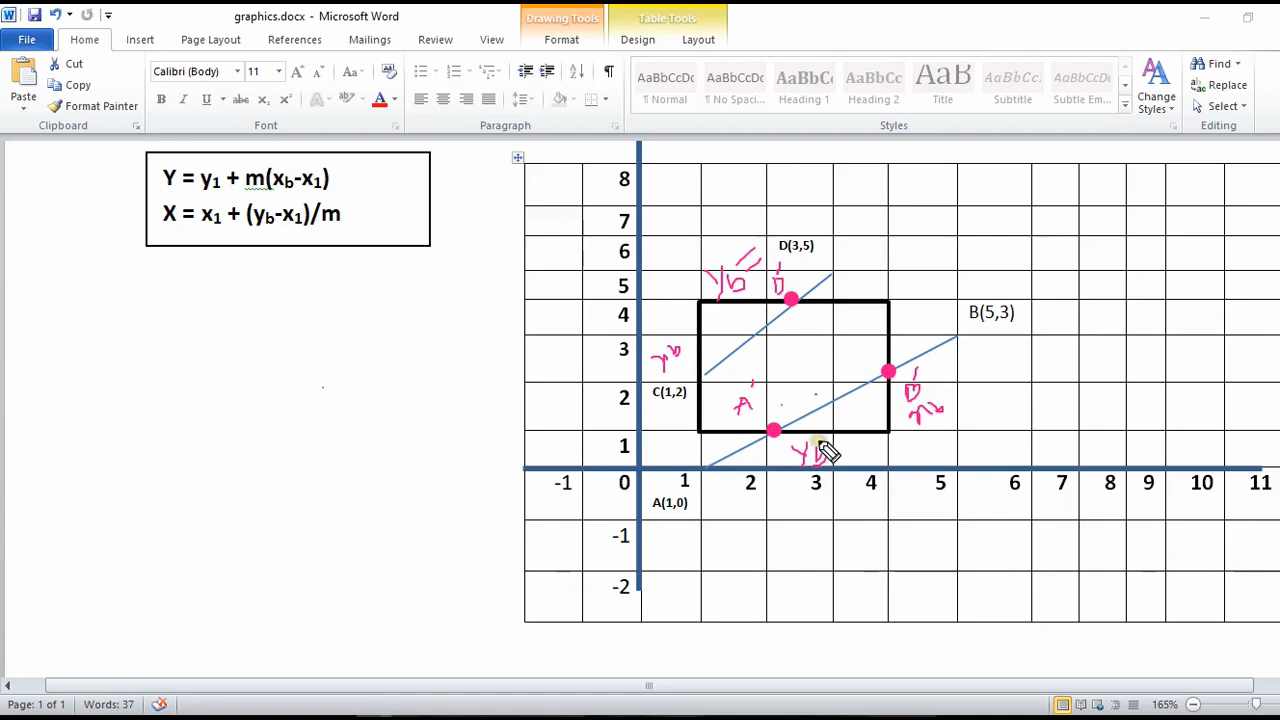 graphics.docx - Microsoft Word
Drawing Tools
Table Tools
File
Home
Insert
Page Layout
References
Mailings
Review
View
Format
Design
Layout
Paste
Cut
Copy
Format Painter
Clipboard
Calibri (Body)
11
Font
Paragraph
AaBbCcDc
¶ Normal
AaBbCcDc
¶ No Spaci...
AaBbCc
Heading 1
AaBbCc
Heading 2
AaB
Title
AaBbCc.
Subtitle
AaBbCcDc
Subtle Em...
Change Styles
Styles
Find
Replace
Select
Editing
Y = y1 + m(xb-x1)
X = x1 + (yb-x1)/m
8
7
6
5
4
3
2
1
0
-1
-2
-1
1
2
3
4
5
6
7
8
9
10
11
D(3,5)
B(5,3)
C(1,2)
A(1,0)
Yb
D'
A'
B'
Yb
Page: 1 of 1
Words: 37
165%